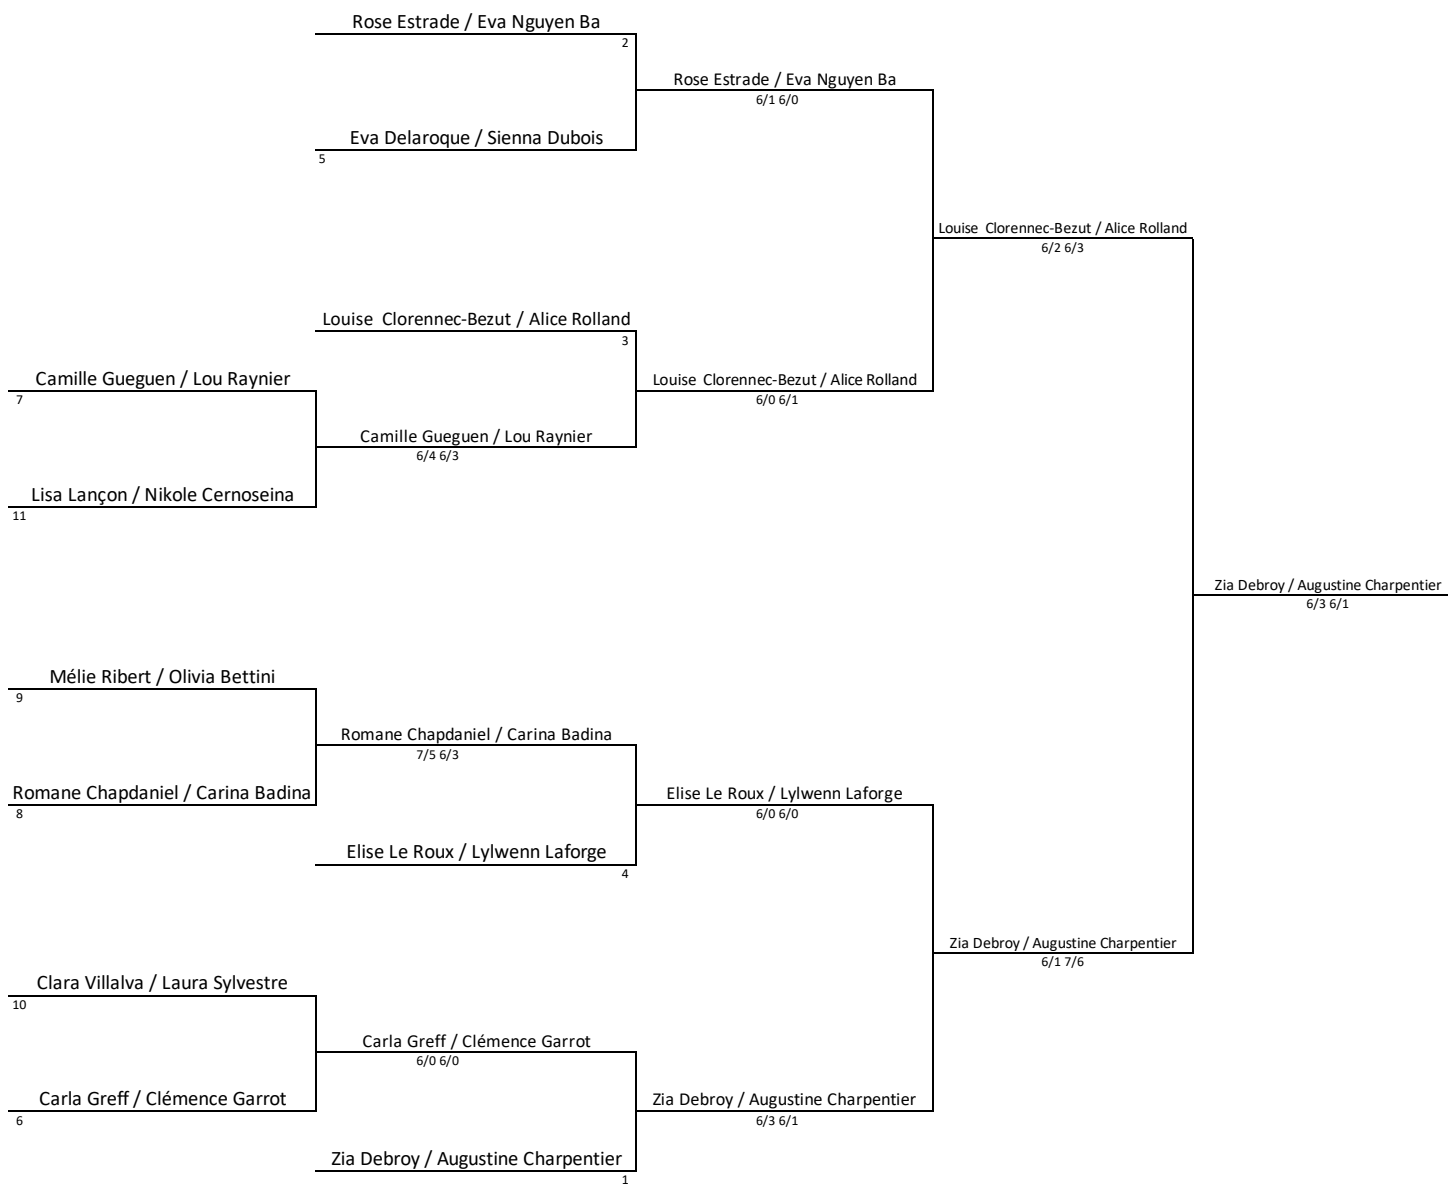 Rose Estrade / Eva Nguyen Ba
2
Rose Estrade / Eva Nguyen Ba
6/1 6/0
Eva Delaroque / Sienna Dubois
5
Louise  Clorennec-Bezut / Alice Rolland
6/2 6/3
Louise  Clorennec-Bezut / Alice Rolland
3
Camille Gueguen / Lou Raynier
7
Louise  Clorennec-Bezut / Alice Rolland
6/0 6/1
Camille Gueguen / Lou Raynier
6/4 6/3
Lisa Lançon / Nikole Cernoseina
11
Zia Debroy / Augustine Charpentier
6/3 6/1
Mélie Ribert / Olivia Bettini
9
Romane Chapdaniel / Carina Badina
7/5 6/3
Romane Chapdaniel / Carina Badina
8
Elise Le Roux / Lylwenn Laforge
6/0 6/0
Elise Le Roux / Lylwenn Laforge
4
Zia Debroy / Augustine Charpentier
6/1 7/6
Clara Villalva / Laura Sylvestre
10
Carla Greff / Clémence Garrot
6/0 6/0
Carla Greff / Clémence Garrot
6
Zia Debroy / Augustine Charpentier
6/3 6/1
Zia Debroy / Augustine Charpentier
1